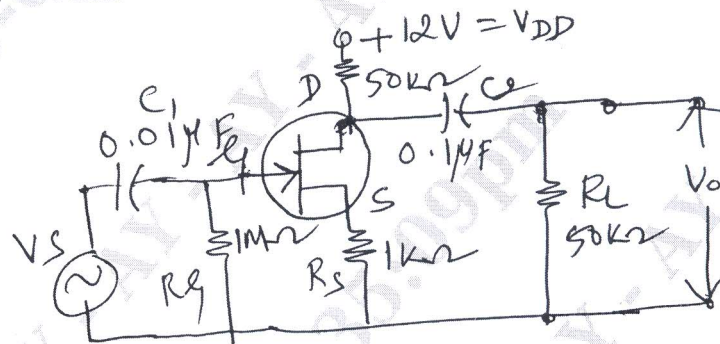 +12V = VDD
D 50KΩ C2
C1
0.01μF G 0.1μF
S
VS 1MΩ RG RS 1KΩ RL 50KΩ Vo